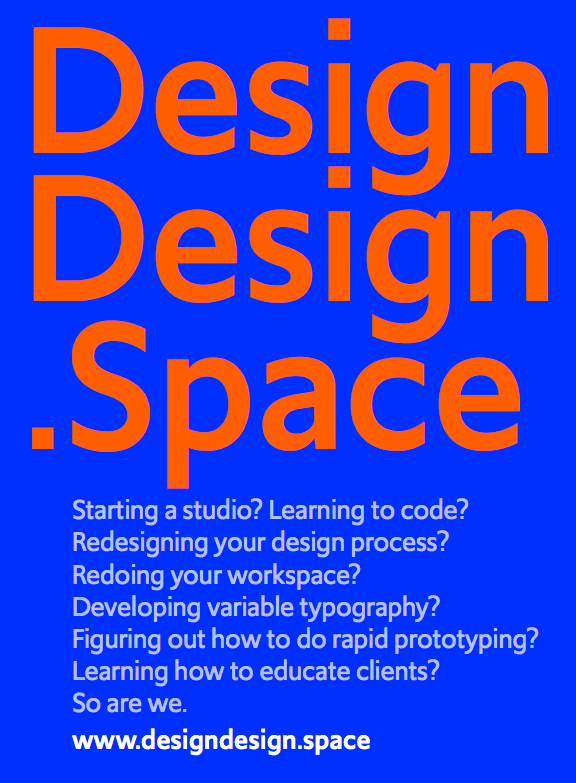 Design
Design
.Space
Starting a studio? Learning to code?
Redesigning your design process?
Redoing your workspace?
Developing variable typography?
Figuring out how to do rapid prototyping?
Learning how to educate clients?
So are we.
www.designdesign.space